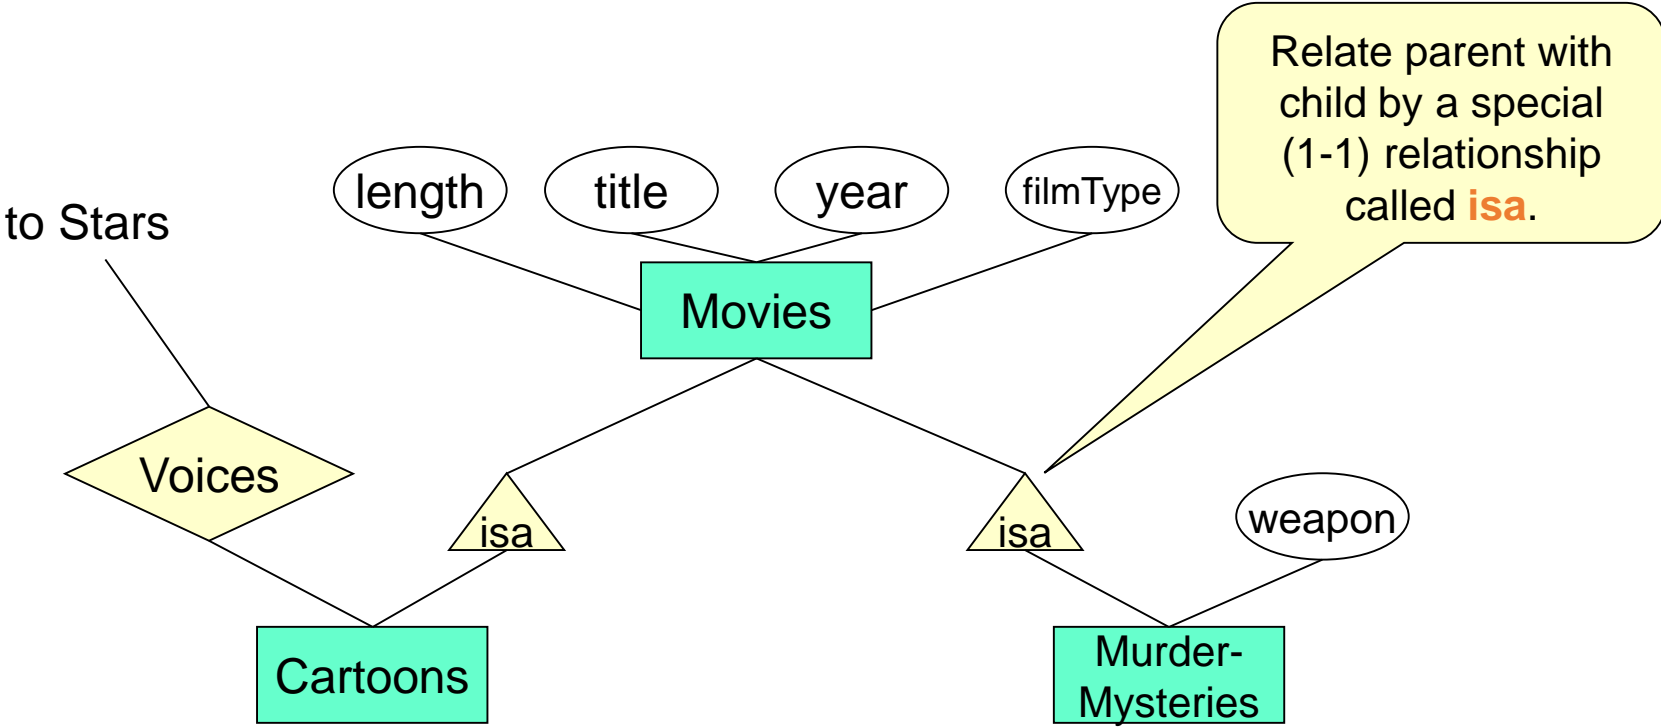 Relate parent with
child by a special
(1-1) relationship
called isa.
length
title
year
filmType
to Stars
Movies
Voices
isa
isa
weapon
Cartoons
Murder-
Mysteries